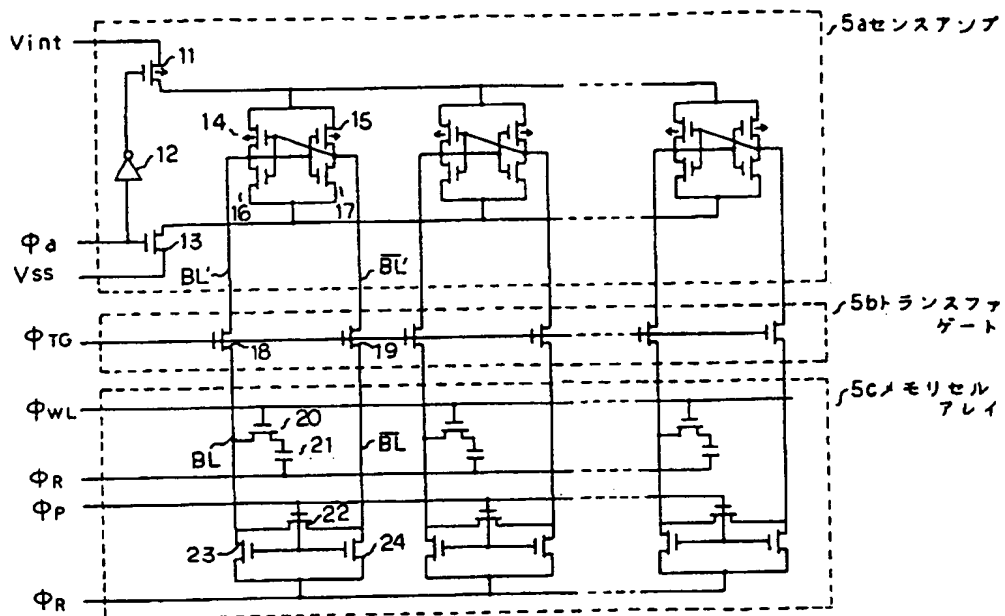 5aセンスアンプ
Vint
11
14
15
12
16
17
Φa
13
Vss
BL'
B̅L̅'
5bトランスファ
ゲート
ΦTG
18
19
5cメモリセル
アレイ
ΦWL
20
BL
21
B̅L̅
ΦR
ΦP
22
23
24
ΦR